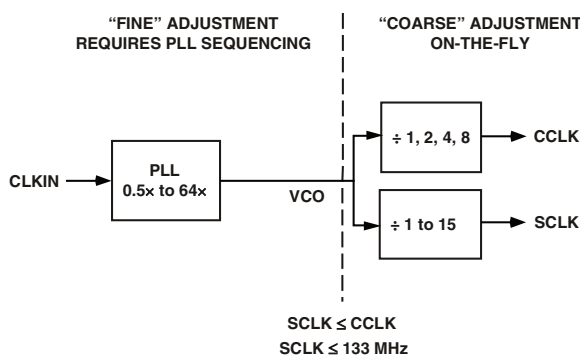 “FINE” ADJUSTMENT
REQUIRES PLL SEQUENCING
“COARSE” ADJUSTMENT
ON-THE-FLY
CLKIN
PLL
0.5× to 64×
VCO
÷ 1, 2, 4, 8
CCLK
÷ 1 to 15
SCLK
SCLK ≤ CCLK
SCLK ≤ 133 MHz